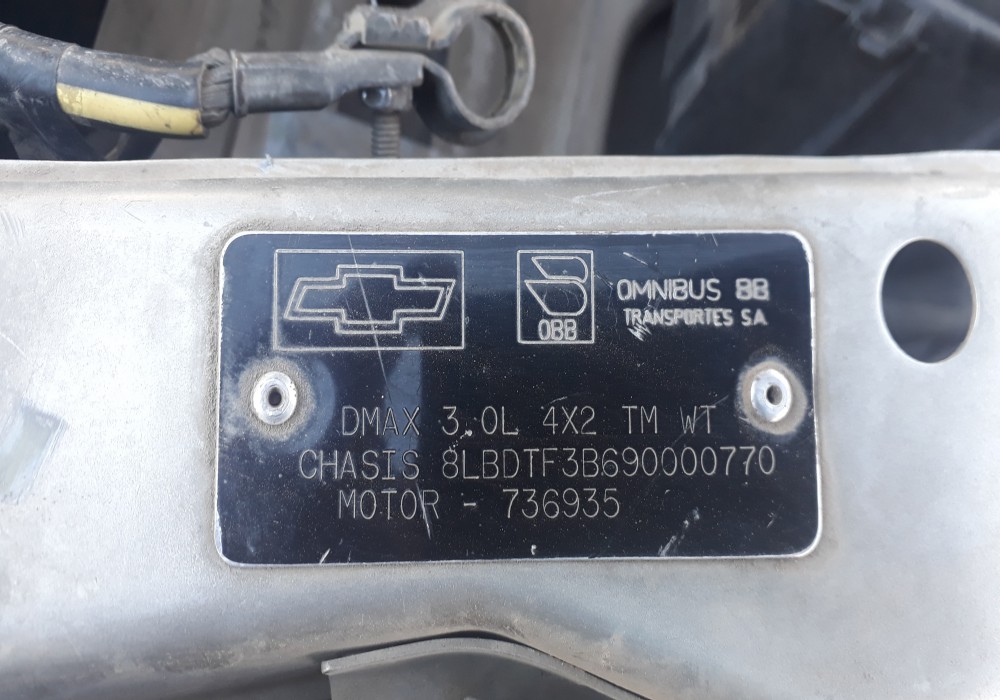 OBB
OMNIBUS BB
TRANSPORTES S.A.
DMAX 3.0L 4X2 TM WT
CHASIS 8LBDTF3B690000770
MOTOR - 736935